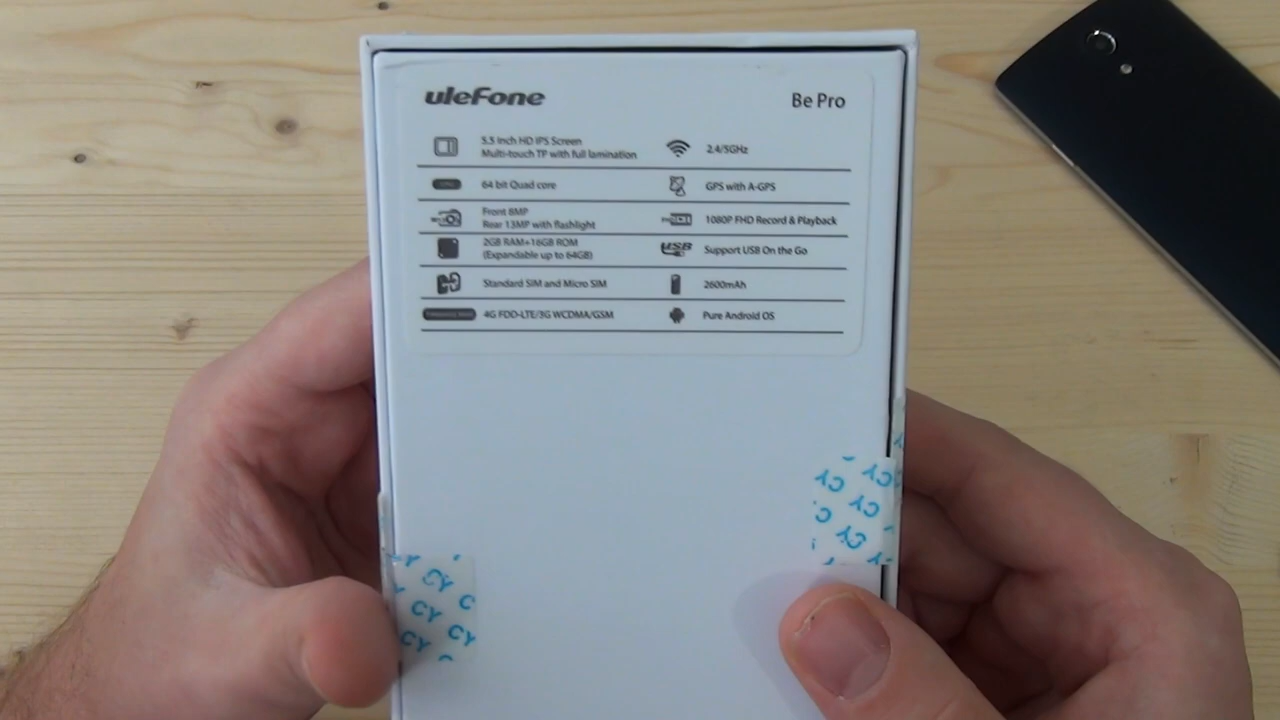 uleFone
Be Pro
5.5 inch HD IPS Screen
Multi-touch TP with full lamination
2.4/5GHz
64 bit Quad core
GPS with A-GPS
Front 8MP
Rear 13MP with flashlight
1080P FHD Record & Playback
2GB RAM+16GB ROM
(Expandable up to 64GB)
USB
Support USB On the Go
Standard SIM and Micro SIM
2600mAh
4G FDD-LTE/3G WCDMA/GSM
Pure Android OS
CY
CY
CY
CY
CY
CY
CY
CY